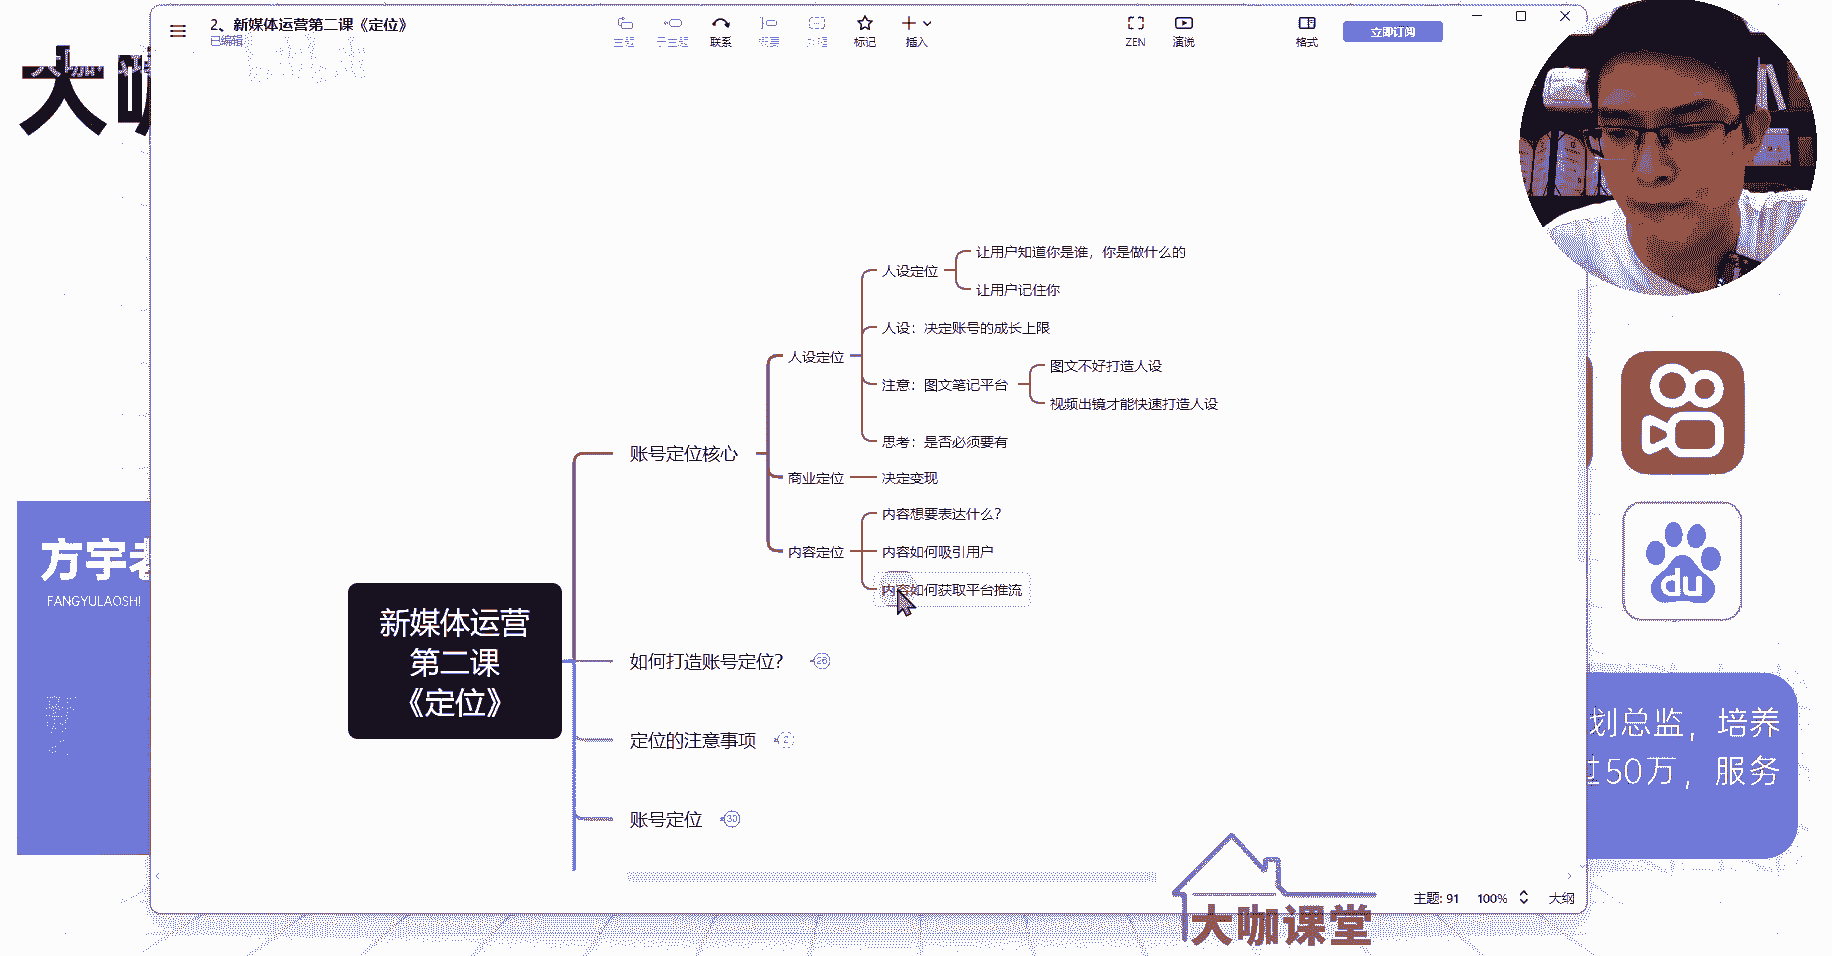 2、新媒体运营第二课《定位》
已编辑
主题
子主题
联系
概要
外框
标记
插入
ZEN
演说
格式
立即订阅
大咖
让用户知道你是谁，你是做什么的
人设定位
让用户记住你
人设：决定账号的成长上限
人设定位
图文不好打造人设
注意：图文笔记平台
视频出镜才能快速打造人设
思考：是否必须要有
账号定位核心
商业定位
决定变现
内容想要表达什么？
内容定位
内容如何吸引用户
内容如何获取平台推流
新媒体运营
第二课
《定位》
如何打造账号定位？
26
定位的注意事项
2
账号定位
30
方宇老
FANGYULAOSHI
du
划总监，培养
过50万，服务
主题: 91
100%
大纲
大咖课堂